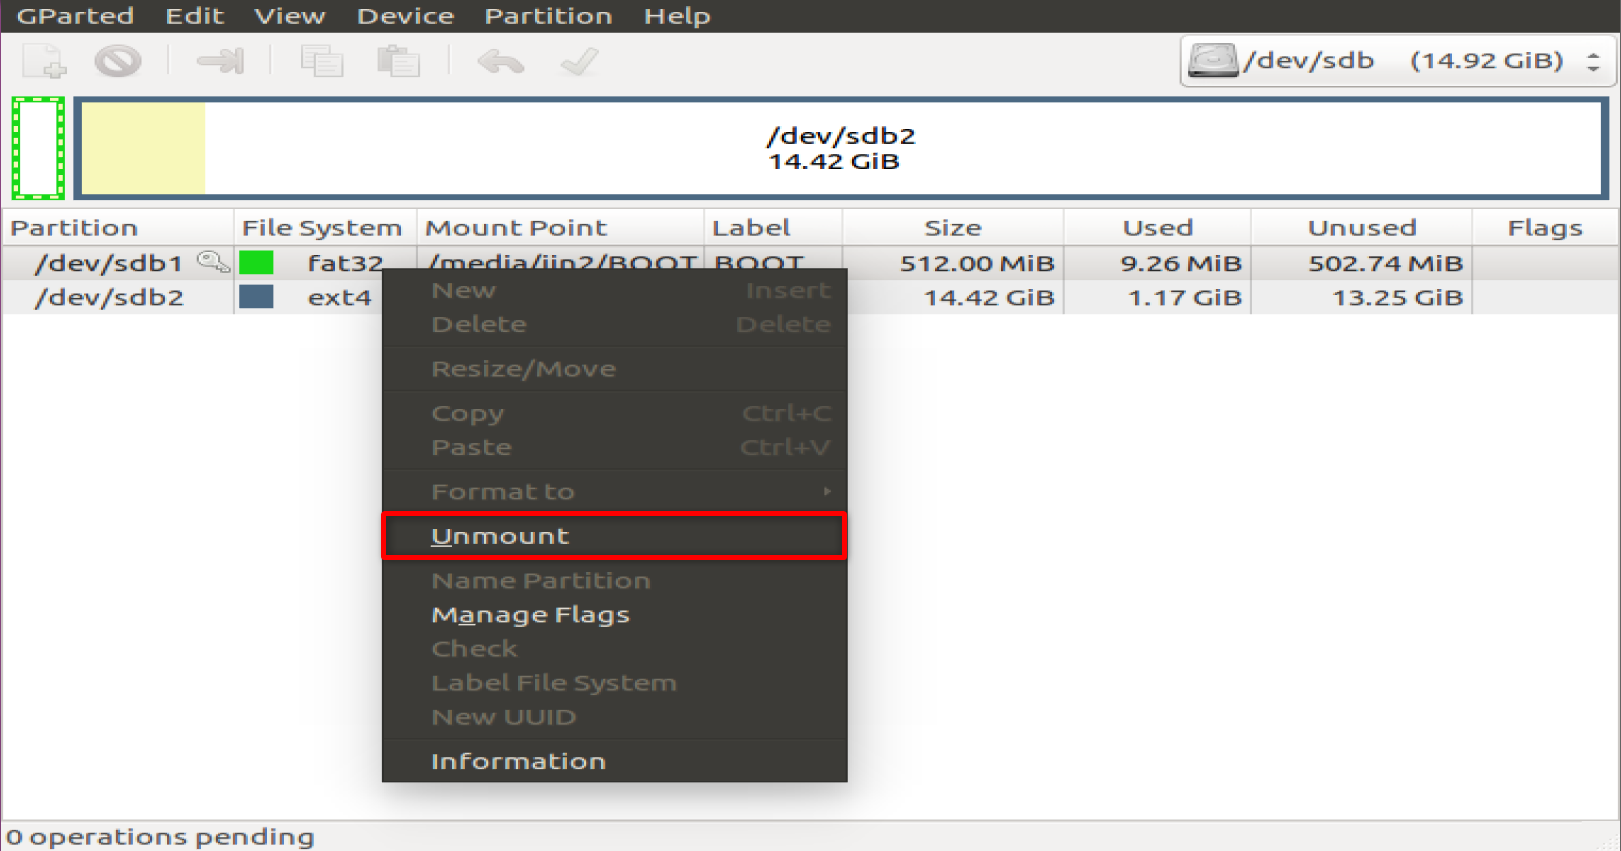 GParted Edit View Device Partition Help
/dev/sdb (14.92 GiB)
/dev/sdb2
14.42 GiB
Partition File System Mount Point Label Size Used Unused Flags
/dev/sdb1 fat32 /media/jin2/BOOT BOOT 512.00 MiB 9.26 MiB 502.74 MiB
/dev/sdb2 ext4 14.42 GiB 1.17 GiB 13.25 GiB
New Insert
Delete Delete
Resize/Move
Copy Ctrl+C
Paste Ctrl+V
Format to
Unmount
Name Partition
Manage Flags
Check
Label File System
New UUID
Information
0 operations pending